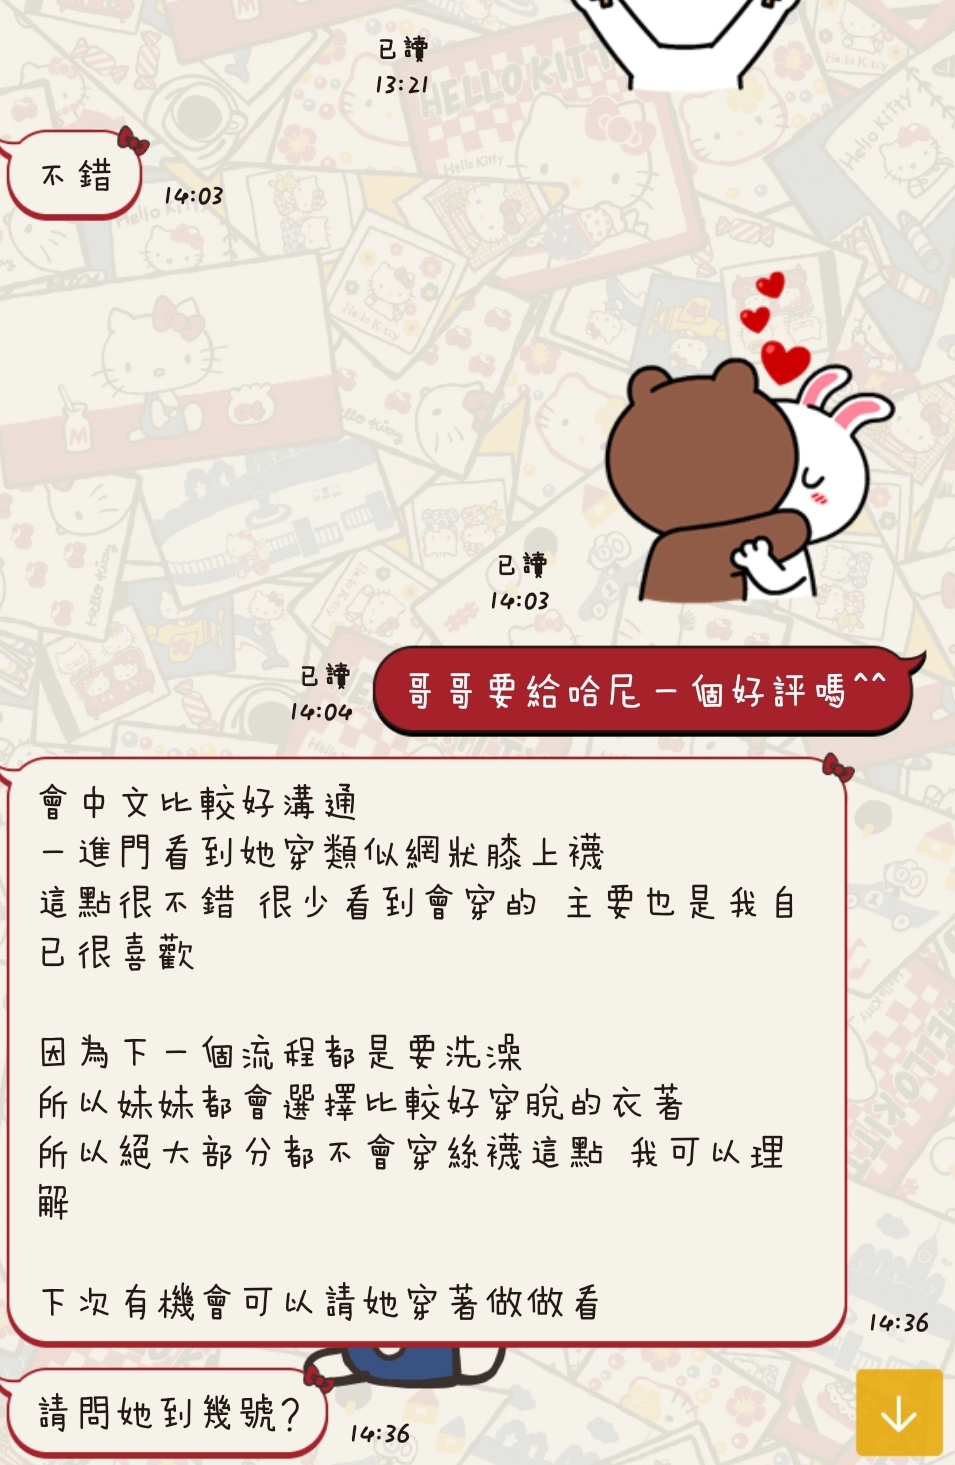 已讀
13:21
不錯
14:03
已讀
14:03
已讀
14:04
哥哥要給哈尼一個好評嗎^^
會中文比較好溝通
一進門看到她穿類似網狀膝上襪
這點很不錯 很少看到會穿的 主要也是我自
己很喜歡
因為下一個流程都是要洗澡
所以妹妹都會選擇比較好穿脫的衣著
所以絕大部分都不會穿絲襪這點 我可以理
解
下次有機會可以請她穿著做做看
14:36
請問她到幾號?
14:36